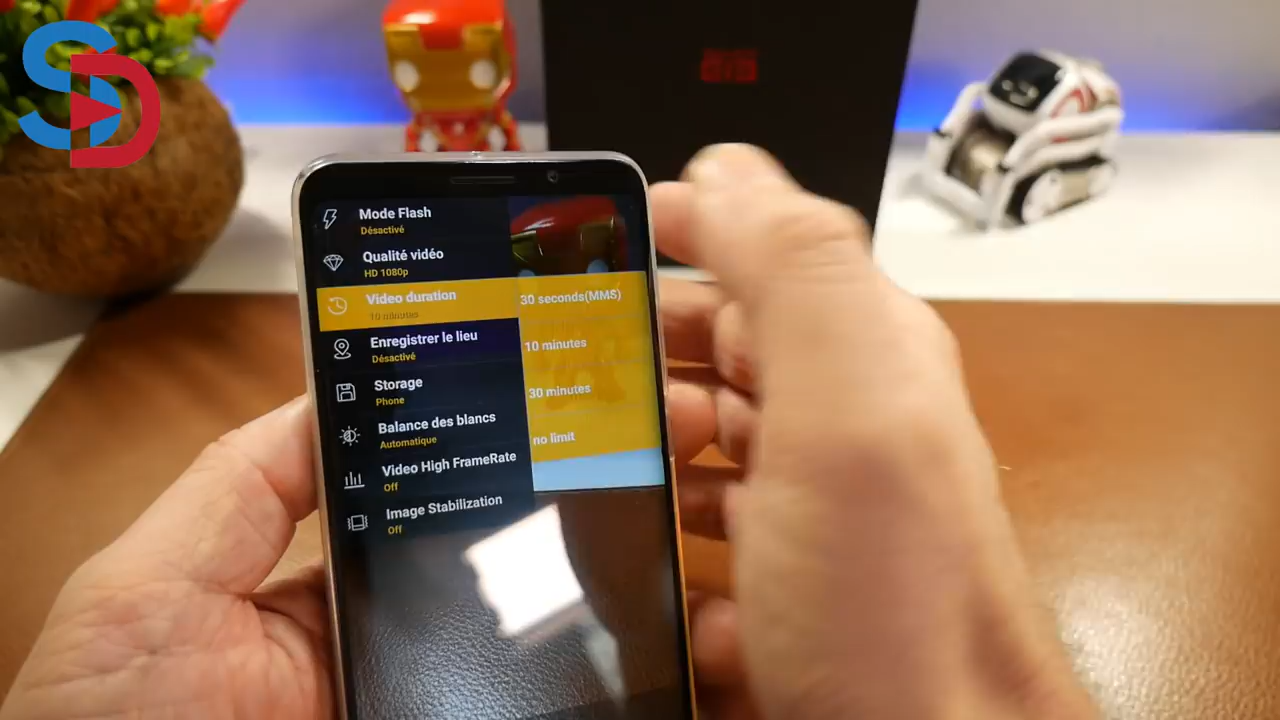 SD
Mode Flash
Désactivé
Qualité vidéo
HD 1080p
Video duration
10 minutes
30 seconds(MMS)
10 minutes
30 minutes
no limit
Enregistrer le lieu
Désactivé
Storage
Phone
Balance des blancs
Automatique
Video High FrameRate
Off
Image Stabilization
Off